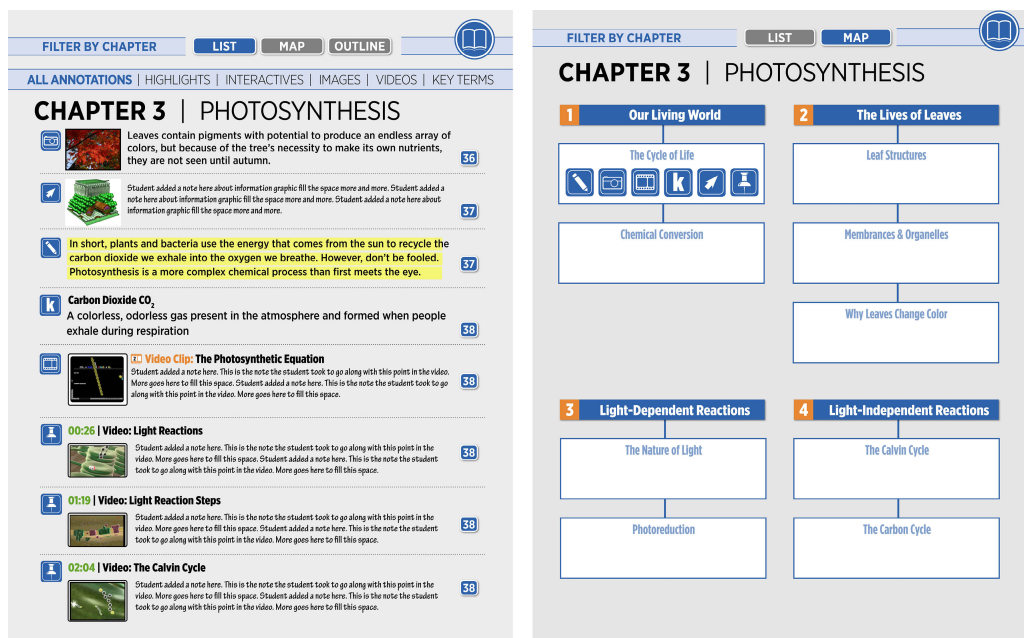 FILTER BY CHAPTER
LIST
MAP
OUTLINE
ALL ANNOTATIONS | HIGHLIGHTS | INTERACTIVES | IMAGES | VIDEOS | KEY TERMS
CHAPTER 3 | PHOTOSYNTHESIS
Leaves contain pigments with potential to produce an endless array of
colors, but because of the tree's necessity to make its own nutrients,
they are not seen until autumn.
36
Student added a note here about information graphic fill the space more and more. Student added a
note here about information graphic fill the space more and more. Student added a note here about
information graphic fill the space more and more.
37
In short, plants and bacteria use the energy that comes from the sun to recycle the
carbon dioxide we exhale into the oxygen we breathe. However, don't be fooled.
Photosynthesis is a more complex chemical process than first meets the eye.
37
k
Carbon Dioxide CO2
A colorless, odorless gas present in the atmosphere and formed when people
exhale during respiration
38
2
Video Clip: The Photosynthetic Equation
Student added a note here. This is the note the student took to go along with this point in the video.
More goes here to fill this space. Student added a note here. This is the note the student took to go
along with this point in the video. More goes here to fill this space.
38
00:26 | Video: Light Reactions
Student added a note here. This is the note the student took to go along with this point in the
video. More goes here to fill this space. Student added a note here. This is the note the student
took to go along with this point in the video. More goes here to fill this space.
38
01:19 | Video: Light Reaction Steps
Student added a note here. This is the note the student took to go along with this point in the
video. More goes here to fill this space. Student added a note here. This is the note the student
took to go along with this point in the video. More goes here to fill this space.
38
02:04 | Video: The Calvin Cycle
Student added a note here. This is the note the student took to go along with this point in the
video. More goes here to fill this space. Student added a note here. This is the note the student
took to go along with this point in the video. More goes here to fill this space.
38
FILTER BY CHAPTER
LIST
MAP
CHAPTER 3 | PHOTOSYNTHESIS
1 Our Living World
The Cycle of Life
k
Chemical Conversion
2 The Lives of Leaves
Leaf Structures
Membrances & Organelles
Why Leaves Change Color
3 Light-Dependent Reactions
The Nature of Light
Photoreduction
4 Light-Independent Reactions
The Calvin Cycle
The Carbon Cycle